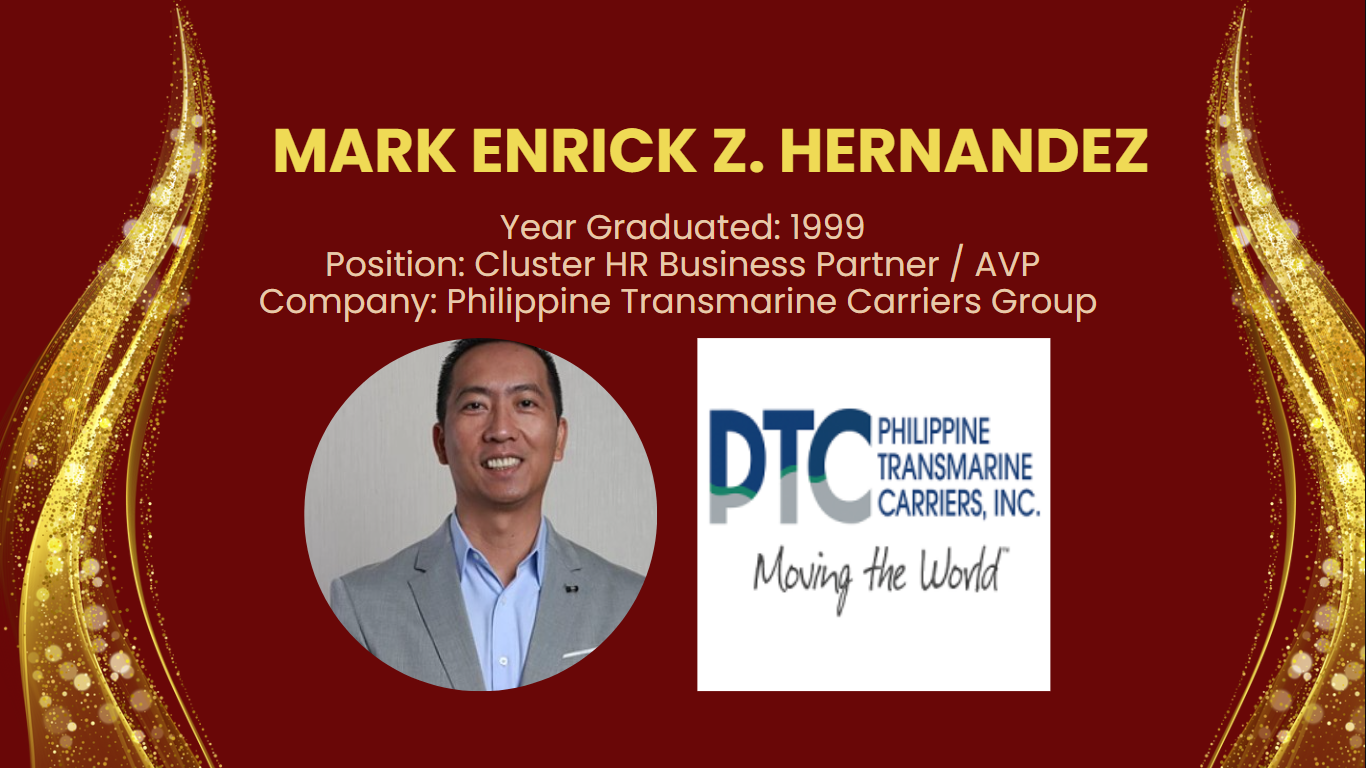 MARK ENRICK Z. HERNANDEZ
Year Graduated: 1999
Position: Cluster HR Business Partner / AVP
Company: Philippine Transmarine Carriers Group
PTC
PHILIPPINE
TRANSMARINE
CARRIERS, INC.
Moving the World™